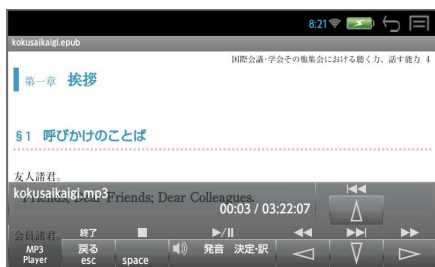 8:21
kokusaikaigi.epub
国際会議・学会その他集会における聴く力、話す能力 4
第一章 挨拶
§1 呼びかけのことば
友人諸君。
kokusaikaigi.mp3
Friends; Dear Friends; Dear Colleagues.
00:03 / 03:22:07
会員諸君。
終了
MP3 Player
戻る esc
space
発音 決定・訳